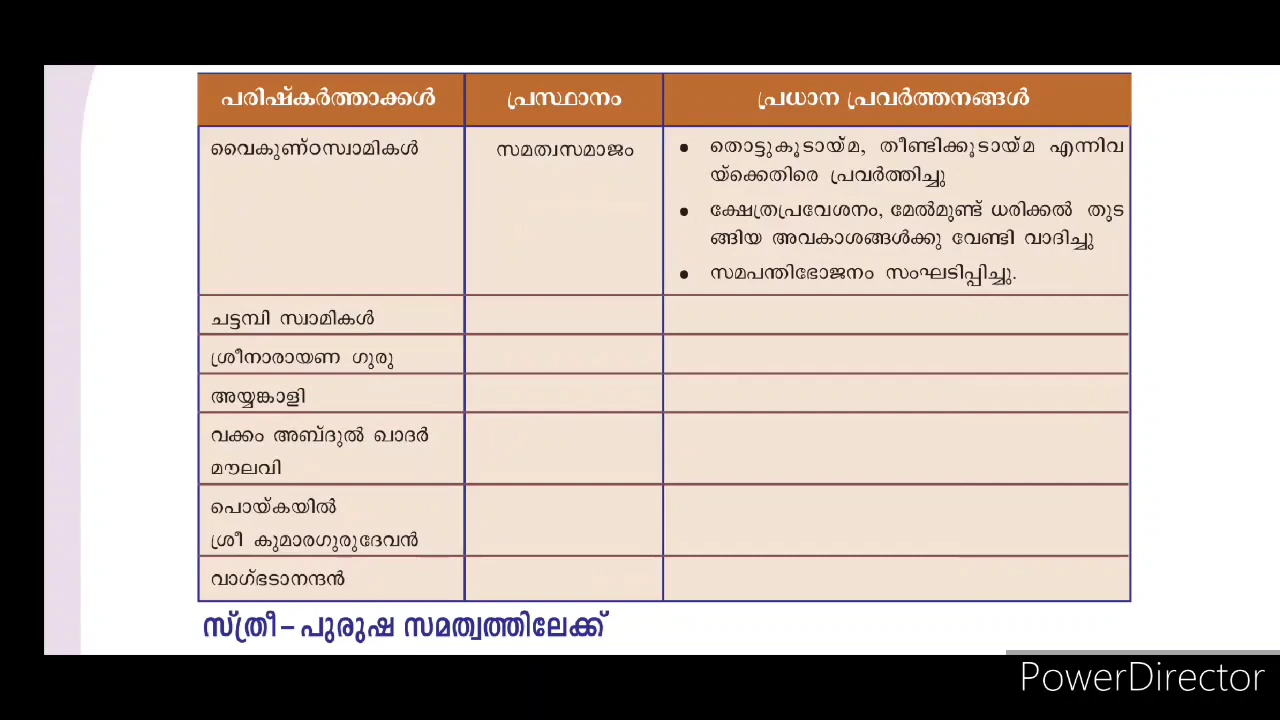 പരിഷ്കർത്താക്കൾ പ്രസ്ഥാനം പ്രധാന പ്രവർത്തനങ്ങൾ
വൈകുണ്ഠസ്വാമികൾ സമത്വസമാജം • തൊട്ടുകൂടായ്മ, തീണ്ടിക്കൂടായ്മ എന്നിവ
യ്ക്കെതിരെ പ്രവർത്തിച്ചു
• ക്ഷേത്രപ്രവേശനം, മേൽമുണ്ട് ധരിക്കൽ തുട
ങ്ങിയ അവകാശങ്ങൾക്കു വേണ്ടി വാദിച്ചു
• സമപന്തിഭോജനം സംഘടിപ്പിച്ചു.
ചട്ടമ്പി സ്വാമികൾ
ശ്രീനാരായണ ഗുരു
അയ്യങ്കാളി
വക്കം അബ്ദുൽ ഖാദർ
മൗലവി
പൊയ്കയിൽ
ശ്രീ കുമാരഗുരുദേവൻ
വാഗ്ഭടാനന്ദൻ
സ്ത്രീ – പുരുഷ സമത്വത്തിലേക്ക്
PowerDirector